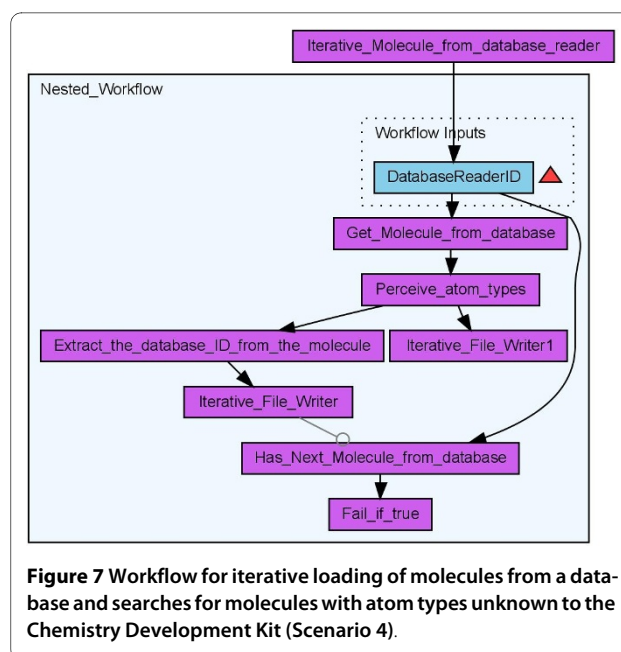 Iterative_Molecule_from_database_reader
Nested_Workflow
Workflow Inputs
DatabaseReaderID
Get_Molecule_from_database
Perceive_atom_types
Extract_the_database_ID_from_the_molecule
Iterative_File_Writer1
Iterative_File_Writer
Has_Next_Molecule_from_database
Fail_if_true
Figure 7 Workflow for iterative loading of molecules from a data-
base and searches for molecules with atom types unknown to the
Chemistry Development Kit (Scenario 4).